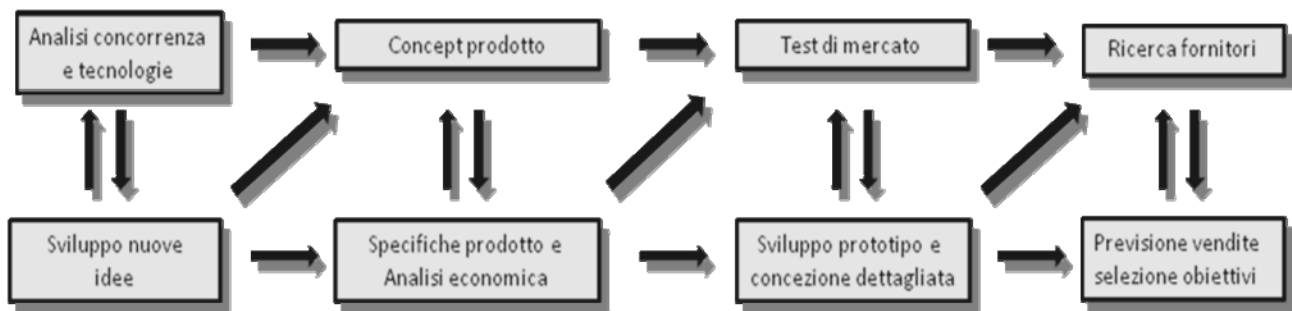 Analisi concorrenza
e tecnologie
Concept prodotto
Test di mercato
Ricerca fornitori
Sviluppo nuove
idee
Specifiche prodotto e
Analisi economica
Sviluppo prototipo e
concezione dettagliata
Previsione vendite
selezione obiettivi